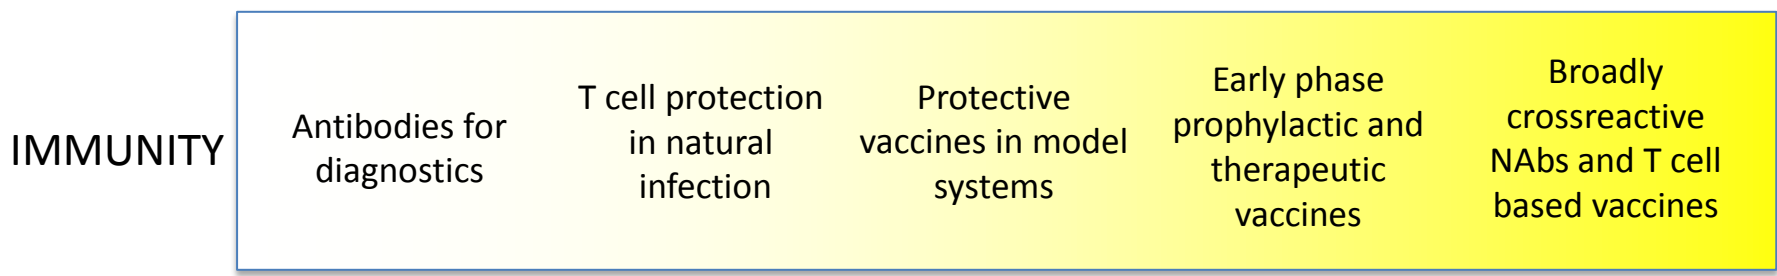 IMMUNITY
Antibodies for
diagnostics
T cell protection
in natural
infection
Protective
vaccines in model
systems
Early phase
prophylactic and
therapeutic
vaccines
Broadly
crossreactive
NAbs and T cell
based vaccines